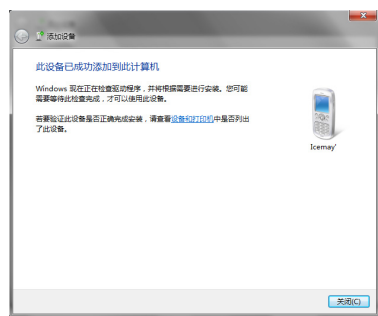 添加设备
此设备已成功添加到此计算机
Windows 现在正在检查驱动程序，并将根据需要进行安装。您可能
需要等待此检查完成，才可以使用此设备。
若要验证此设备是否正确完成安装，请查看设备和打印机中是否列出
了此设备。
Icemay'
关闭(C)